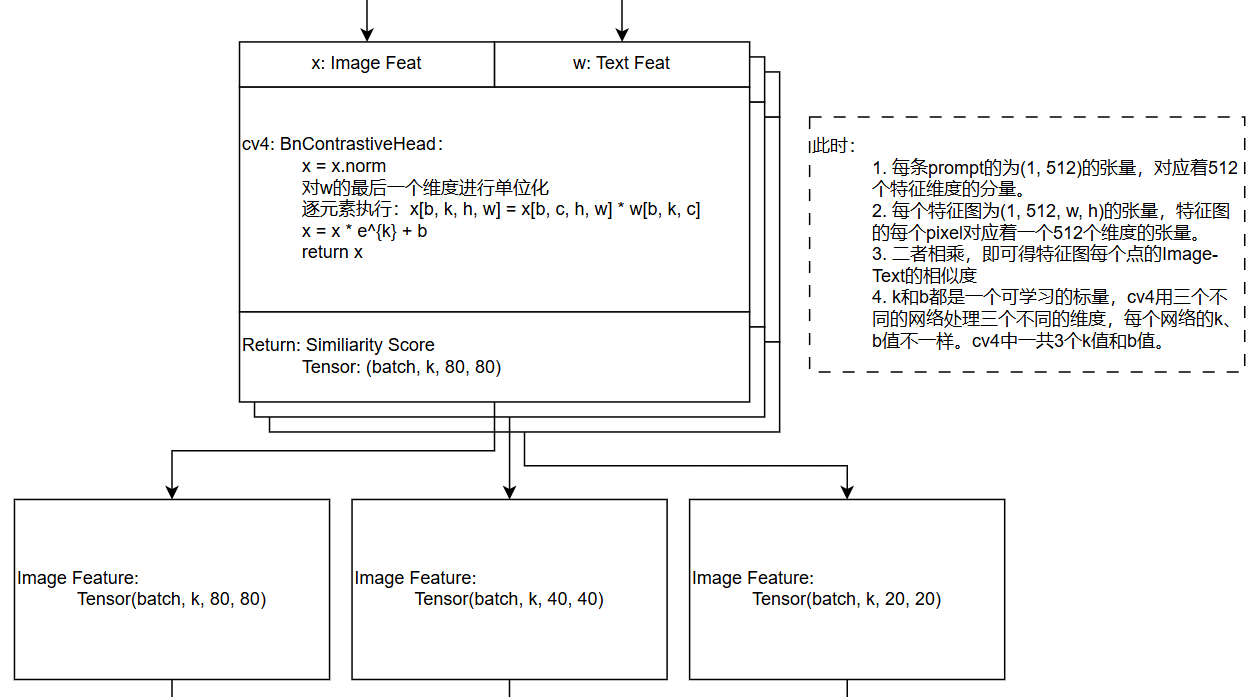 x: Image Feat
w: Text Feat
cv4: BnContrastiveHead：
x = x.norm
对w的最后一个维度进行单位化
逐元素执行：x[b, k, h, w] = x[b, c, h, w] * w[b, k, c]
x = x * e^{k} + b
return x
Return: Similiarity Score
Tensor: (batch, k, 80, 80)
此时：
1. 每条prompt的为(1, 512)的张量，对应着512
个特征维度的分量。
2. 每个特征图为(1, 512, w, h)的张量，特征图
的每个pixel对应着一个512个维度的张量。
3. 二者相乘，即可得特征图每个点的Image-
Text的相似度
4. k和b都是一个可学习的标量，cv4用三个不
同的网络处理三个不同的维度，每个网络的k、
b值不一样。cv4中一共3个k值和b值。
Image Feature:
Tensor(batch, k, 80, 80)
Image Feature:
Tensor(batch, k, 40, 40)
Image Feature:
Tensor(batch, k, 20, 20)